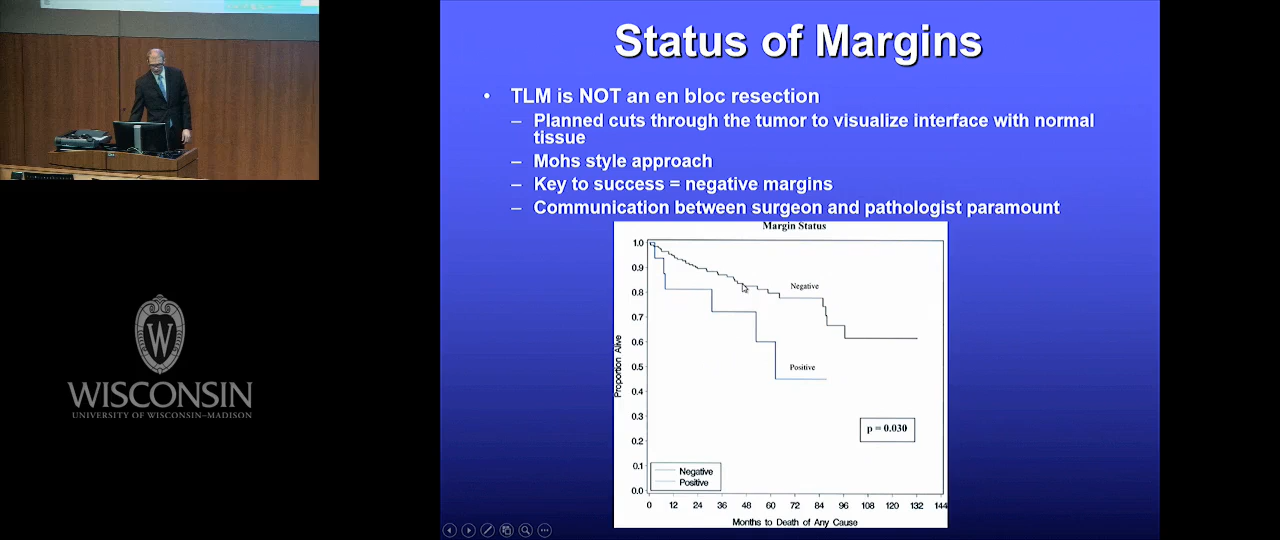 Status of Margins
• TLM is NOT an en bloc resection
– Planned cuts through the tumor to visualize interface with normal
tissue
– Mohs style approach
– Key to success = negative margins
– Communication between surgeon and pathologist paramount
Margin Status
1.0
0.9
0.8
0.7
0.6
0.5
0.4
0.3
0.2
0.1
0.0
Proportion Alive
Negative
Positive
p = 0.030
Negative
Positive
0 12 24 36 48 60 72 84 96 108 120 132 144
Months to Death of Any Cause
W
WISCONSIN
UNIVERSITY OF WISCONSIN–MADISON